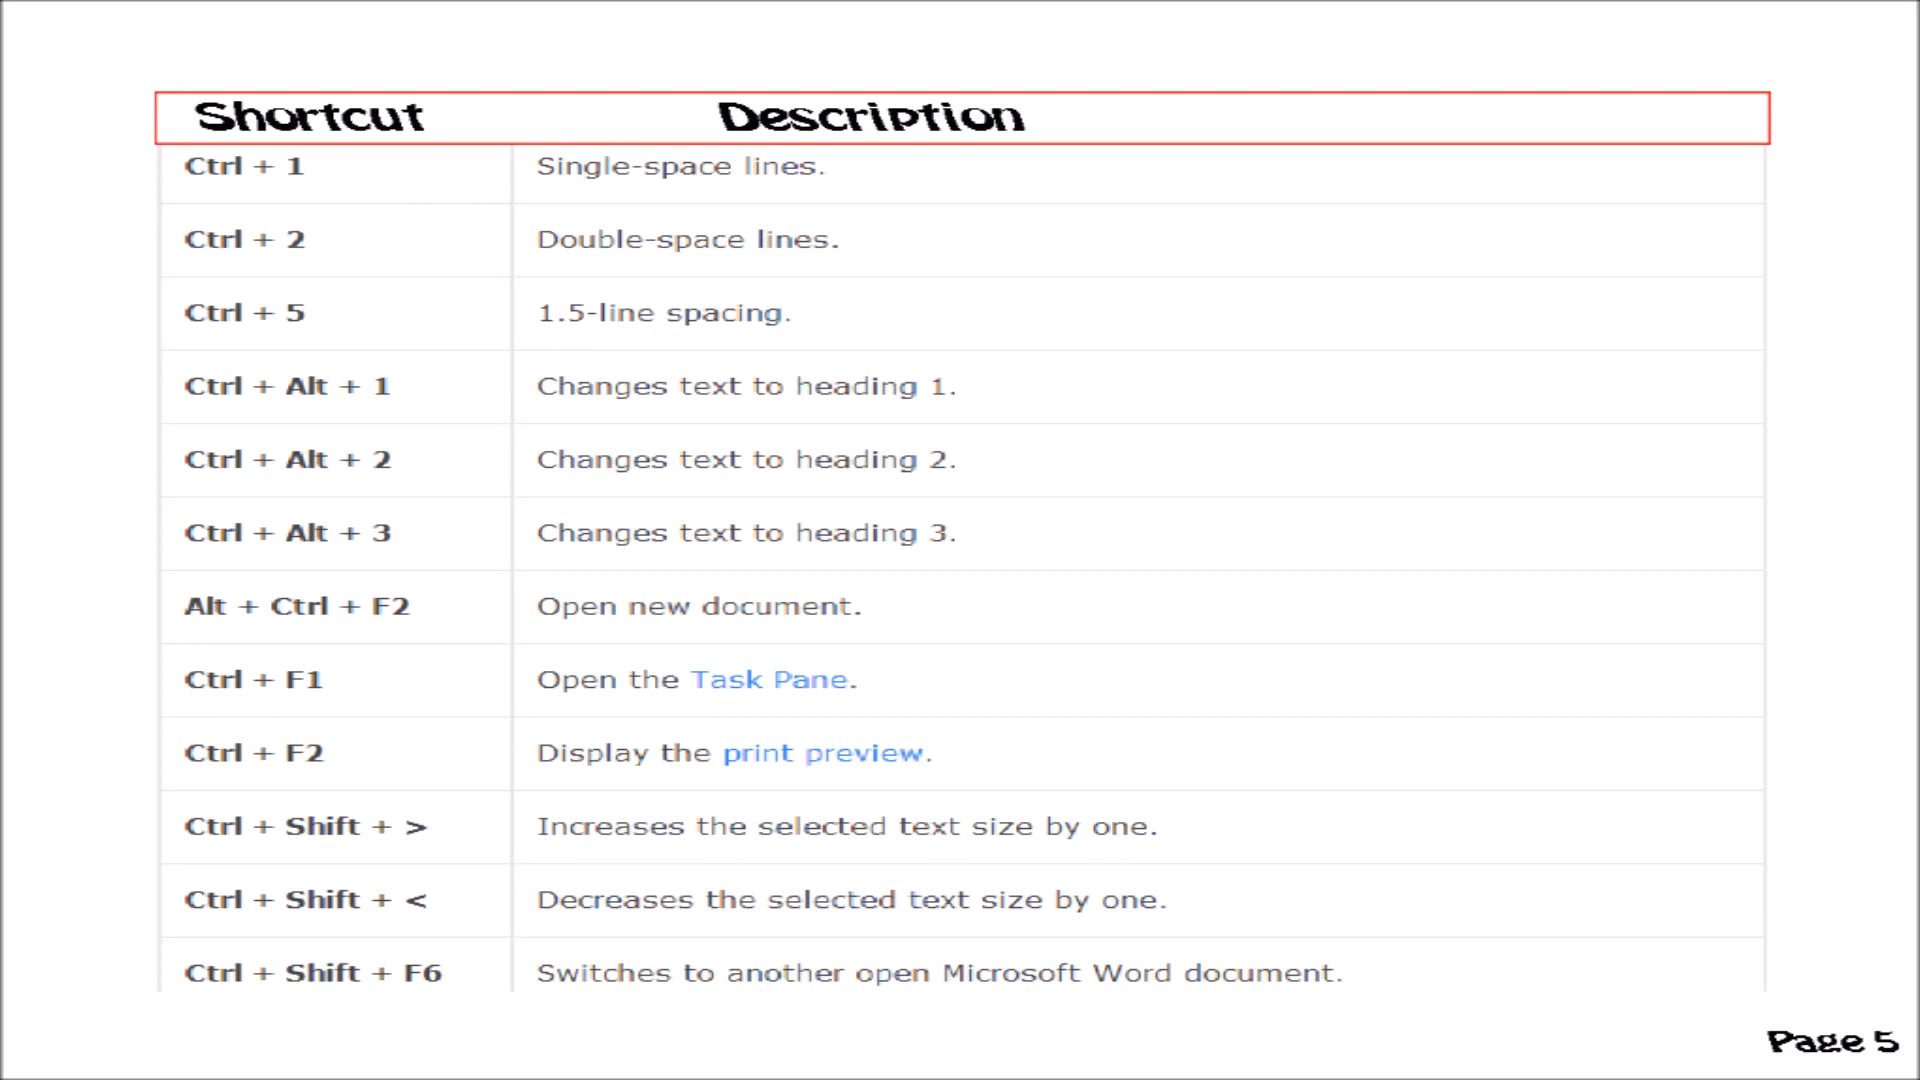 Shortcut Description
Ctrl + 1 Single-space lines.
Ctrl + 2 Double-space lines.
Ctrl + 5 1.5-line spacing.
Ctrl + Alt + 1 Changes text to heading 1.
Ctrl + Alt + 2 Changes text to heading 2.
Ctrl + Alt + 3 Changes text to heading 3.
Alt + Ctrl + F2 Open new document.
Ctrl + F1 Open the Task Pane.
Ctrl + F2 Display the print preview.
Ctrl + Shift + > Increases the selected text size by one.
Ctrl + Shift + < Decreases the selected text size by one.
Ctrl + Shift + F6 Switches to another open Microsoft Word document.
Page 5